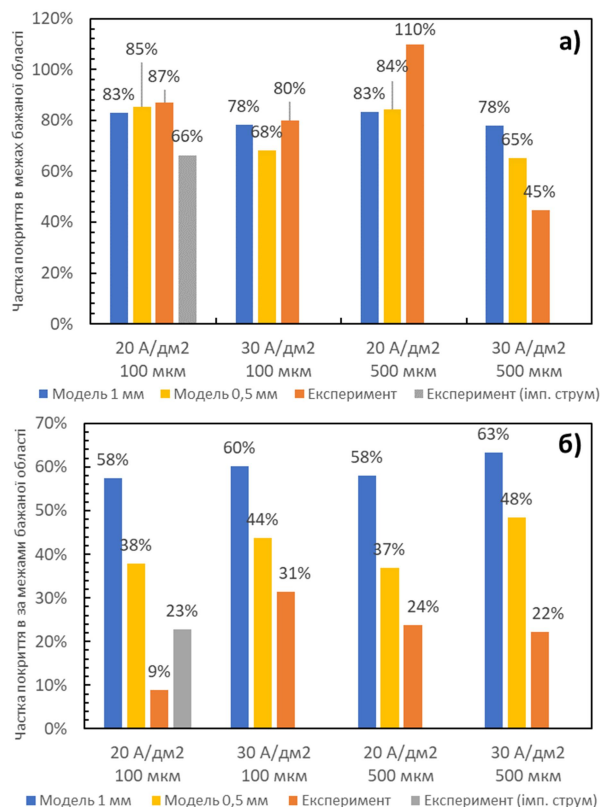 120%
а)
110%
100%
85%
87%
83%
84%
83%
80%
78%
78%
80%
66%
68%
65%
60%
45%
40%
20%
0%
Частка покриття в межах бажаної області
20 А/дм2
100 мкм
30 А/дм2
100 мкм
20 А/дм2
500 мкм
30 А/дм2
500 мкм
Модель 1 мм Модель 0,5 мм Експеримент Експеримент (імп. струм)
70%
б)
63%
60%
58%
60%
58%
50%
48%
44%
40%
38%
37%
31%
30%
24%
23%
22%
20%
10%
9%
0%
Частка покриття в за межами бажаної області
20 А/дм2
100 мкм
30 А/дм2
100 мкм
20 А/дм2
500 мкм
30 А/дм2
500 мкм
Модель 1 мм Модель 0,5 мм Експеримент Експеримент (імп. струм)